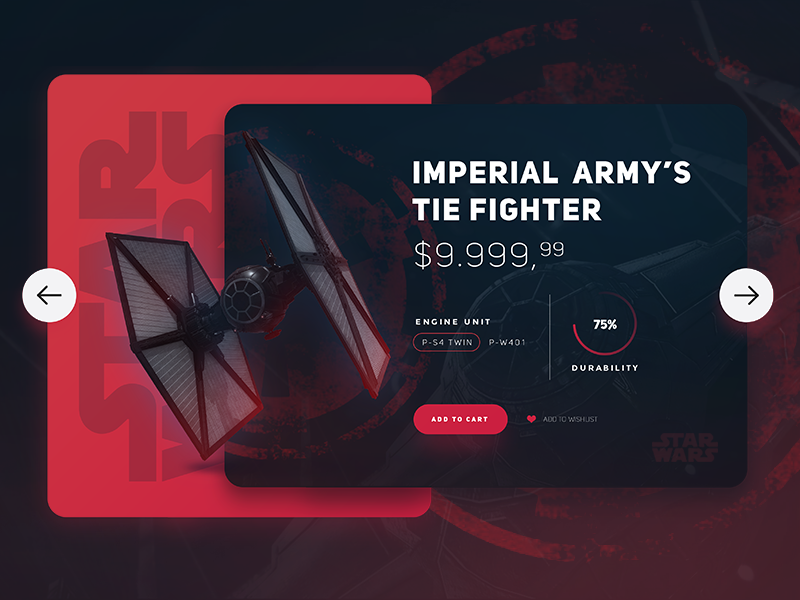 STAR
WARS
IMPERIAL ARMY'S
TIE FIGHTER
$9.999,99
ENGINE UNIT
P-S4 TWIN P-W401
75%
DURABILITY
ADD TO CART ADD TO WISHLIST
STAR
WARS